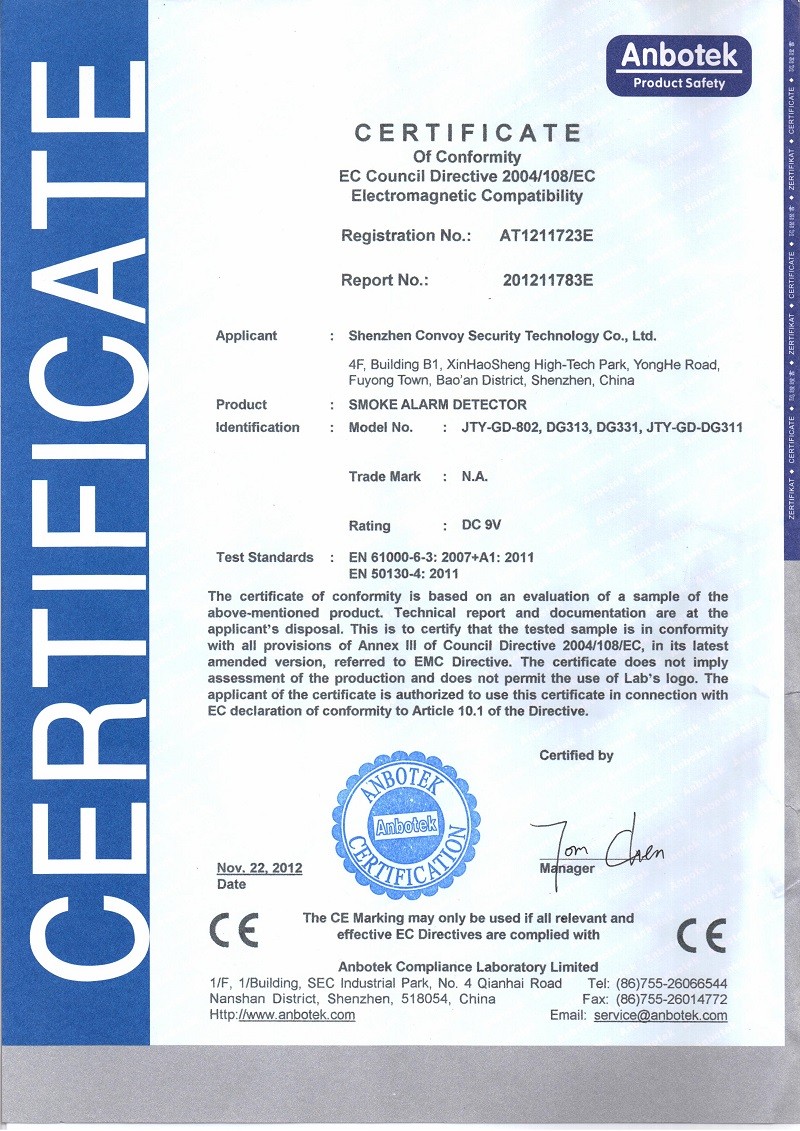 CERTIFICATE
Anbotek
Product Safety
CERTIFICATE
Of Conformity
EC Council Directive 2004/108/EC
Electromagnetic Compatibility
Registration No.: AT1211723E
Report No.: 201211783E
Applicant : Shenzhen Convoy Security Technology Co., Ltd.
4F, Building B1, XinHaoSheng High-Tech Park, YongHe Road,
Fuyong Town, Bao'an District, Shenzhen, China
Product : SMOKE ALARM DETECTOR
Identification : Model No. : JTY-GD-802, DG313, DG331, JTY-GD-DG311
Trade Mark : N.A.
Rating : DC 9V
Test Standards : EN 61000-6-3: 2007+A1: 2011
EN 50130-4: 2011
The certificate of conformity is based on an evaluation of a sample of the
above-mentioned product. Technical report and documentation are at the
applicant's disposal. This is to certify that the tested sample is in conformity
with all provisions of Annex III of Council Directive 2004/108/EC, in its latest
amended version, referred to EMC Directive. The certificate does not imply
assessment of the production and does not permit the use of Lab's logo. The
applicant of the certificate is authorized to use this certificate in connection with
EC declaration of conformity to Article 10.1 of the Directive.
Certified by
ANBOTEK
Anbotek
CERTIFICATION
Tom Chen
Nov. 22, 2012
Date
Manager
CE
The CE Marking may only be used if all relevant and
effective EC Directives are complied with
CE
Anbotek Compliance Laboratory Limited
1/F, 1/Building, SEC Industrial Park, No. 4 Qianhai Road Tel: (86)755-26066544
Nanshan District, Shenzhen, 518054, China Fax: (86)755-26014772
Http://www.anbotek.com Email: service@anbotek.com
ZERTIFIKAT ◆ CERTIFICATE ◆ ZERTIFIKAT ◆ CERTIFICATE ◆ ZERTIFIKAT ◆ CERTIFICATE